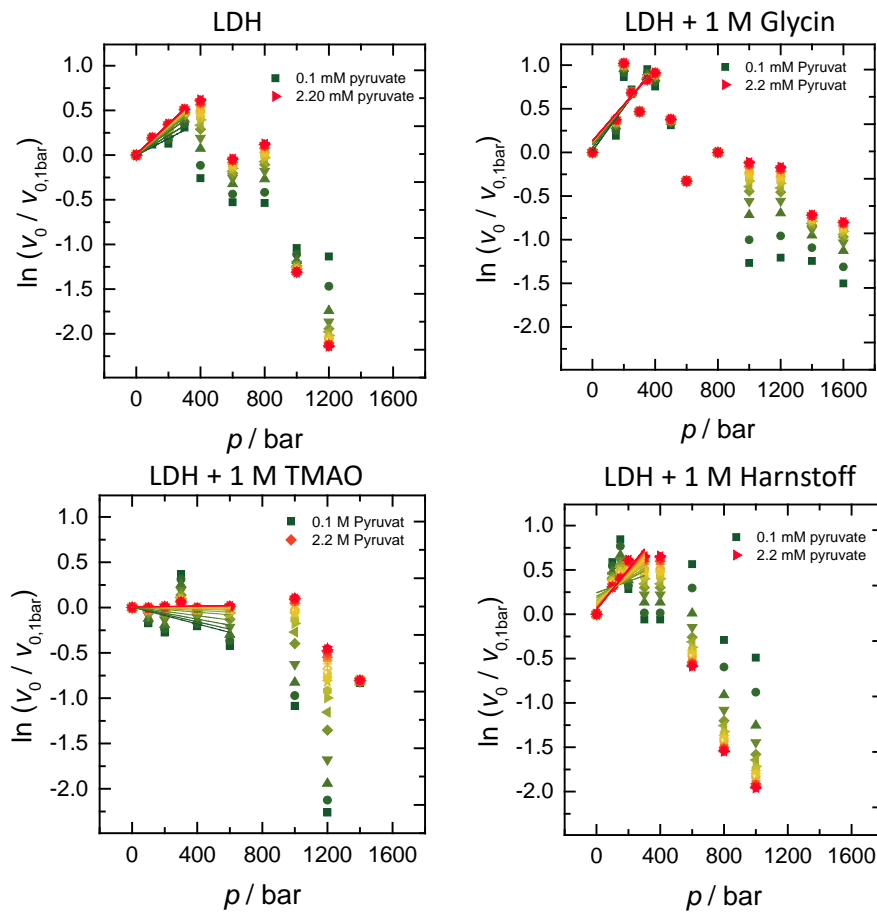 LDH
0.1 mM pyruvate
2.20 mM pyruvate
1.0
0.5
0.0
-0.5
-1.0
-1.5
-2.0
ln (v0 / v0,1bar)
0 400 800 1200 1600
p / bar
LDH + 1 M Glycin
0.1 mM Pyruvat
2.2 mM Pyruvat
1.0
0.5
0.0
-0.5
-1.0
-1.5
-2.0
ln (v0 / v0,1bar)
0 400 800 1200 1600
p / bar
LDH + 1 M TMAO
0.1 M Pyruvat
2.2 M Pyruvat
1.0
0.5
0.0
-0.5
-1.0
-1.5
-2.0
ln (v0 / v0,1bar)
0 400 800 1200 1600
p / bar
LDH + 1 M Harnstoff
0.1 mM pyruvate
2.2 mM pyruvate
1.0
0.5
0.0
-0.5
-1.0
-1.5
-2.0
ln (v0 / v0,1bar)
0 400 800 1200 1600
p / bar